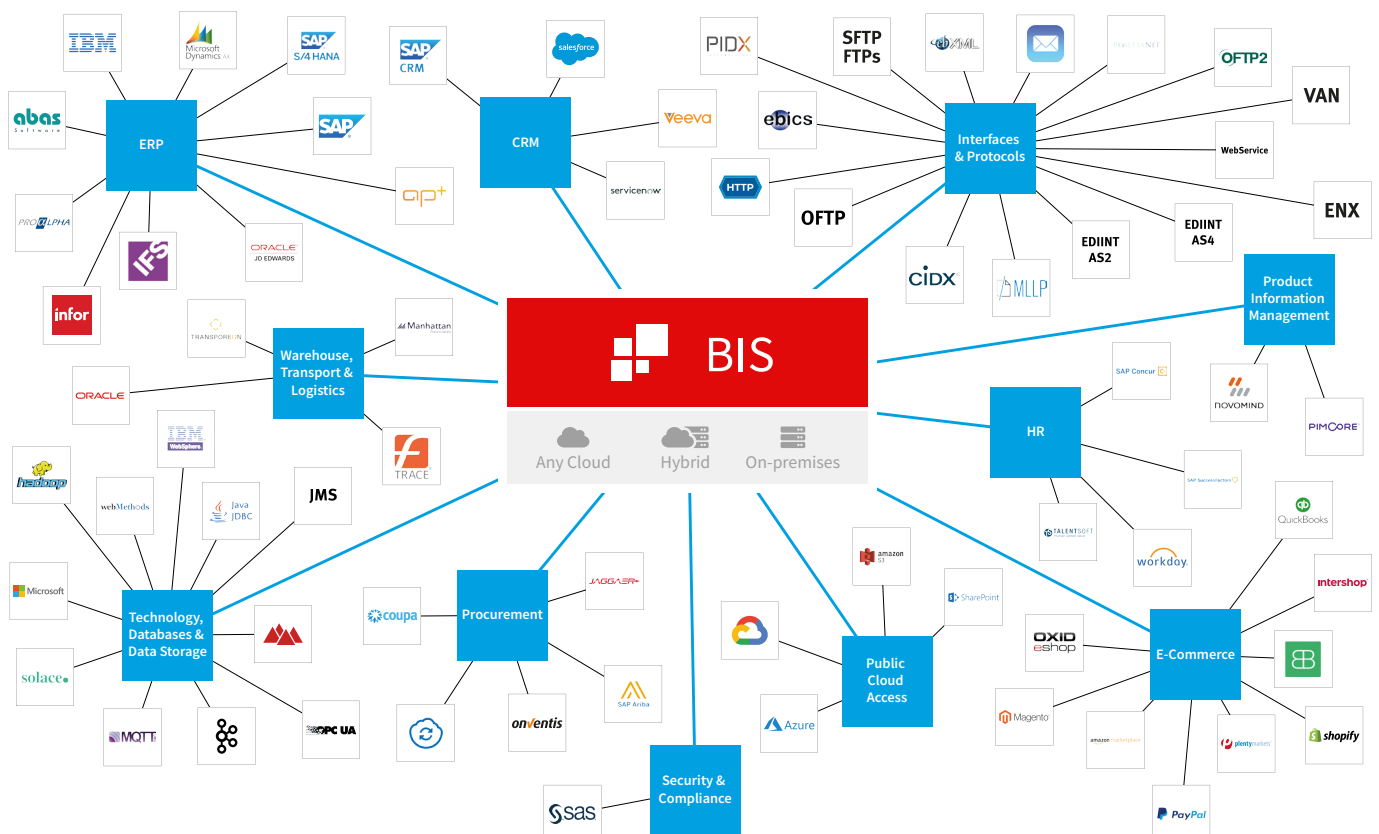 IBM
Microsoft
Dynamics AX
SAP
S/4 HANA
abas
Software
ERP
SAP
ap+
PROALPHA
IFS
ORACLE
JD EDWARDS
infor
SAP
CRM
salesforce
CRM
veeva
servicenow
PIDX
SFTP
FTPs
ebXML
OFTP2
VAN
ebics
Interfaces
& Protocols
WebService
HTTP
OFTP
ENX
EDIINT
AS2
EDIINT
AS4
CIDX
MLLP
Product
Information
Management
NOVOMIND
PIMCORE
TRANSPOREON
Manhattan
Warehouse,
Transport &
Logistics
ORACLE
f
TRACE
BIS
Any Cloud
Hybrid
On-premises
SAP Concur C
HR
SAP SuccessFactors
TALENTSOFT
workday.
hadoop
IBM
WebSphere
webMethods
Java
JDBC
JMS
Microsoft
Technology,
Databases &
Data Storage
solace.
MQTT
OPC UA
coupa
Procurement
JAGGAER
onventis
SAP Ariba
Security &
Compliance
sas
amazon
S3
SharePoint
Public
Cloud
Access
Azure
QuickBooks
intershop
OXID
eshop
E-Commerce
Magento
amazon marketplace
plentymarkets
shopify
PayPal